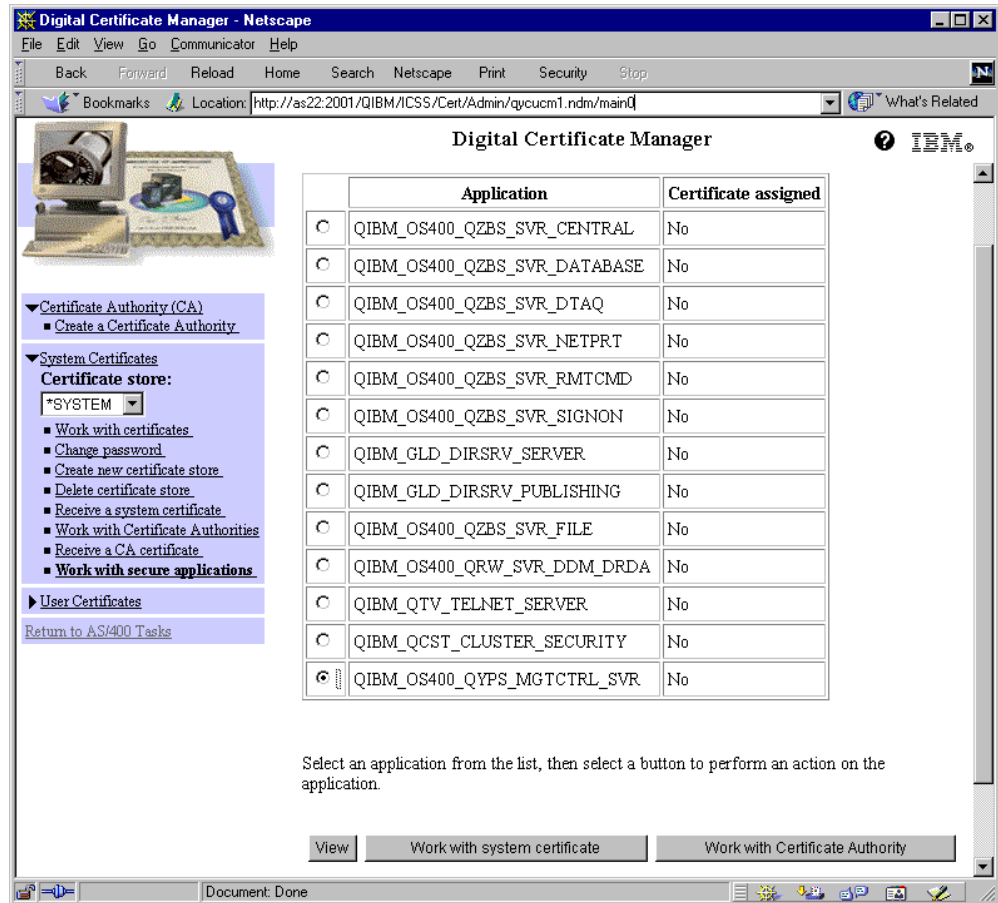 Digital Certificate Manager - Netscape
File Edit View Go Communicator Help
Back Forward Reload Home Search Netscape Print Security Stop
N
Bookmarks Location: http://as22:2001/QIBM/ICSS/Cert/Admin/qycucm1.ndm/main0 What's Related
Digital Certificate Manager
? IBM®
Application Certificate assigned
QIBM_OS400_QZBS_SVR_CENTRAL No
QIBM_OS400_QZBS_SVR_DATABASE No
QIBM_OS400_QZBS_SVR_DTAQ No
QIBM_OS400_QZBS_SVR_NETPRT No
QIBM_OS400_QZBS_SVR_RMTCMD No
QIBM_OS400_QZBS_SVR_SIGNON No
QIBM_GLD_DIRSRV_SERVER No
QIBM_GLD_DIRSRV_PUBLISHING No
QIBM_OS400_QZBS_SVR_FILE No
QIBM_OS400_QRW_SVR_DDM_DRDA No
QIBM_QTV_TELNET_SERVER No
QIBM_QCST_CLUSTER_SECURITY No
QIBM_OS400_QYPS_MGTCTRL_SVR No
Certificate Authority (CA)
Create a Certificate Authority
System Certificates
Certificate store:
*SYSTEM
Work with certificates
Change password
Create new certificate store
Delete certificate store
Receive a system certificate
Work with Certificate Authorities
Receive a CA certificate
Work with secure applications
User Certificates
Return to AS/400 Tasks
Select an application from the list, then select a button to perform an action on the
application.
View Work with system certificate Work with Certificate Authority
Document: Done